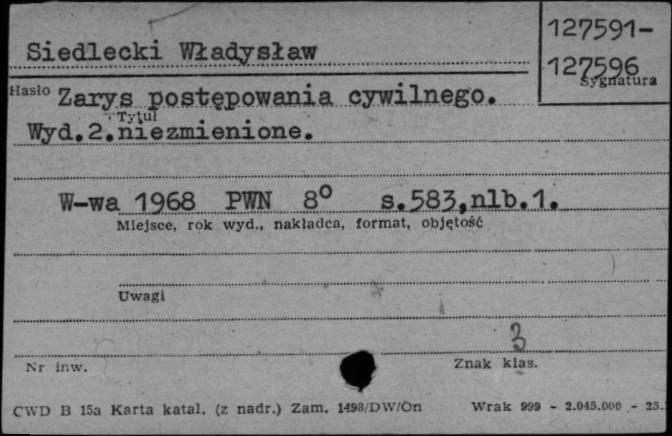 127591-
Siedlecki Władysław
127596
Sygnatura
Hasło Zarys postępowania cywilnego.
Tytuł
Wyd.2.niezmienione.
W-wa 1968 PWN 8° s.583,nlb.1.
Miejsce, rok wyd., nakładca, format, objętość
Uwagi
3
Nr inw.
Znak klas.
CWD B 15a Karta katal. (z nadr.) Zam. 1498/DW/On Wrak 999 - 2.045.000 - 25.